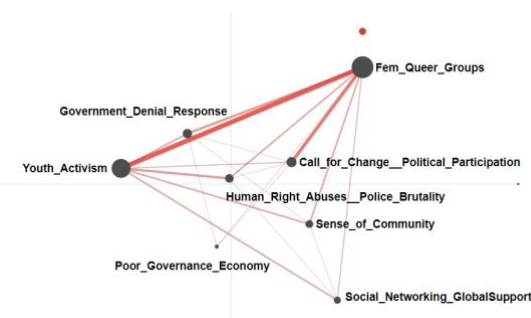 Fem_Queer_Groups
Government_Denial_Response
Call_for_Change__Political_Participation
Youth_Activism
Human_Right_Abuses__Police_Brutality
Sense_of_Community
Poor_Governance_Economy
Social_Networking_GlobalSupport